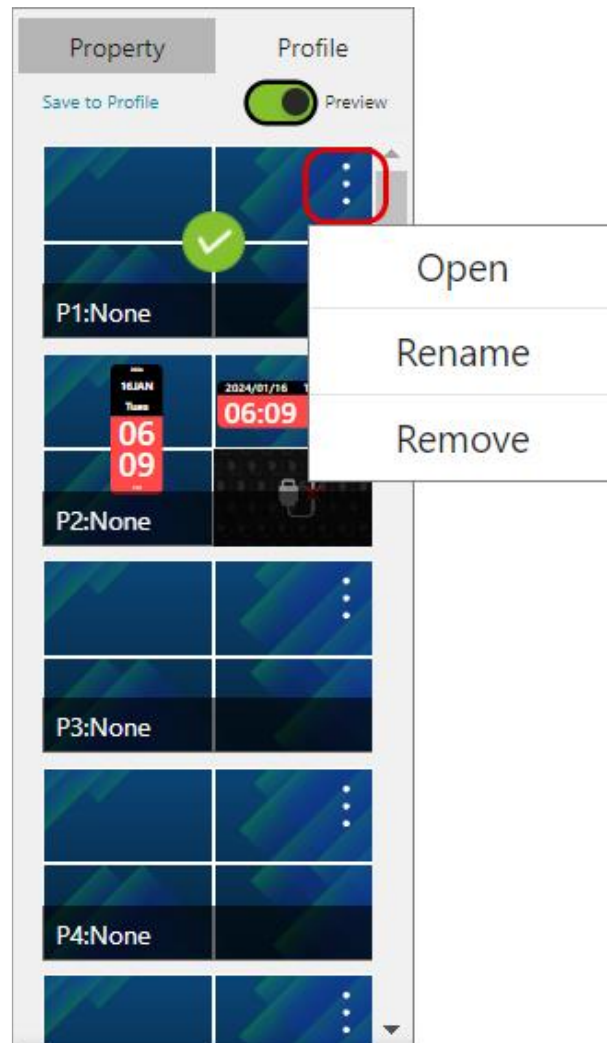 Property
Profile
Save to Profile
Preview
Open
Rename
Remove
P1:None
16JAN
Tues
06
09
2024/01/16
06:09
P2:None
P3:None
P4:None